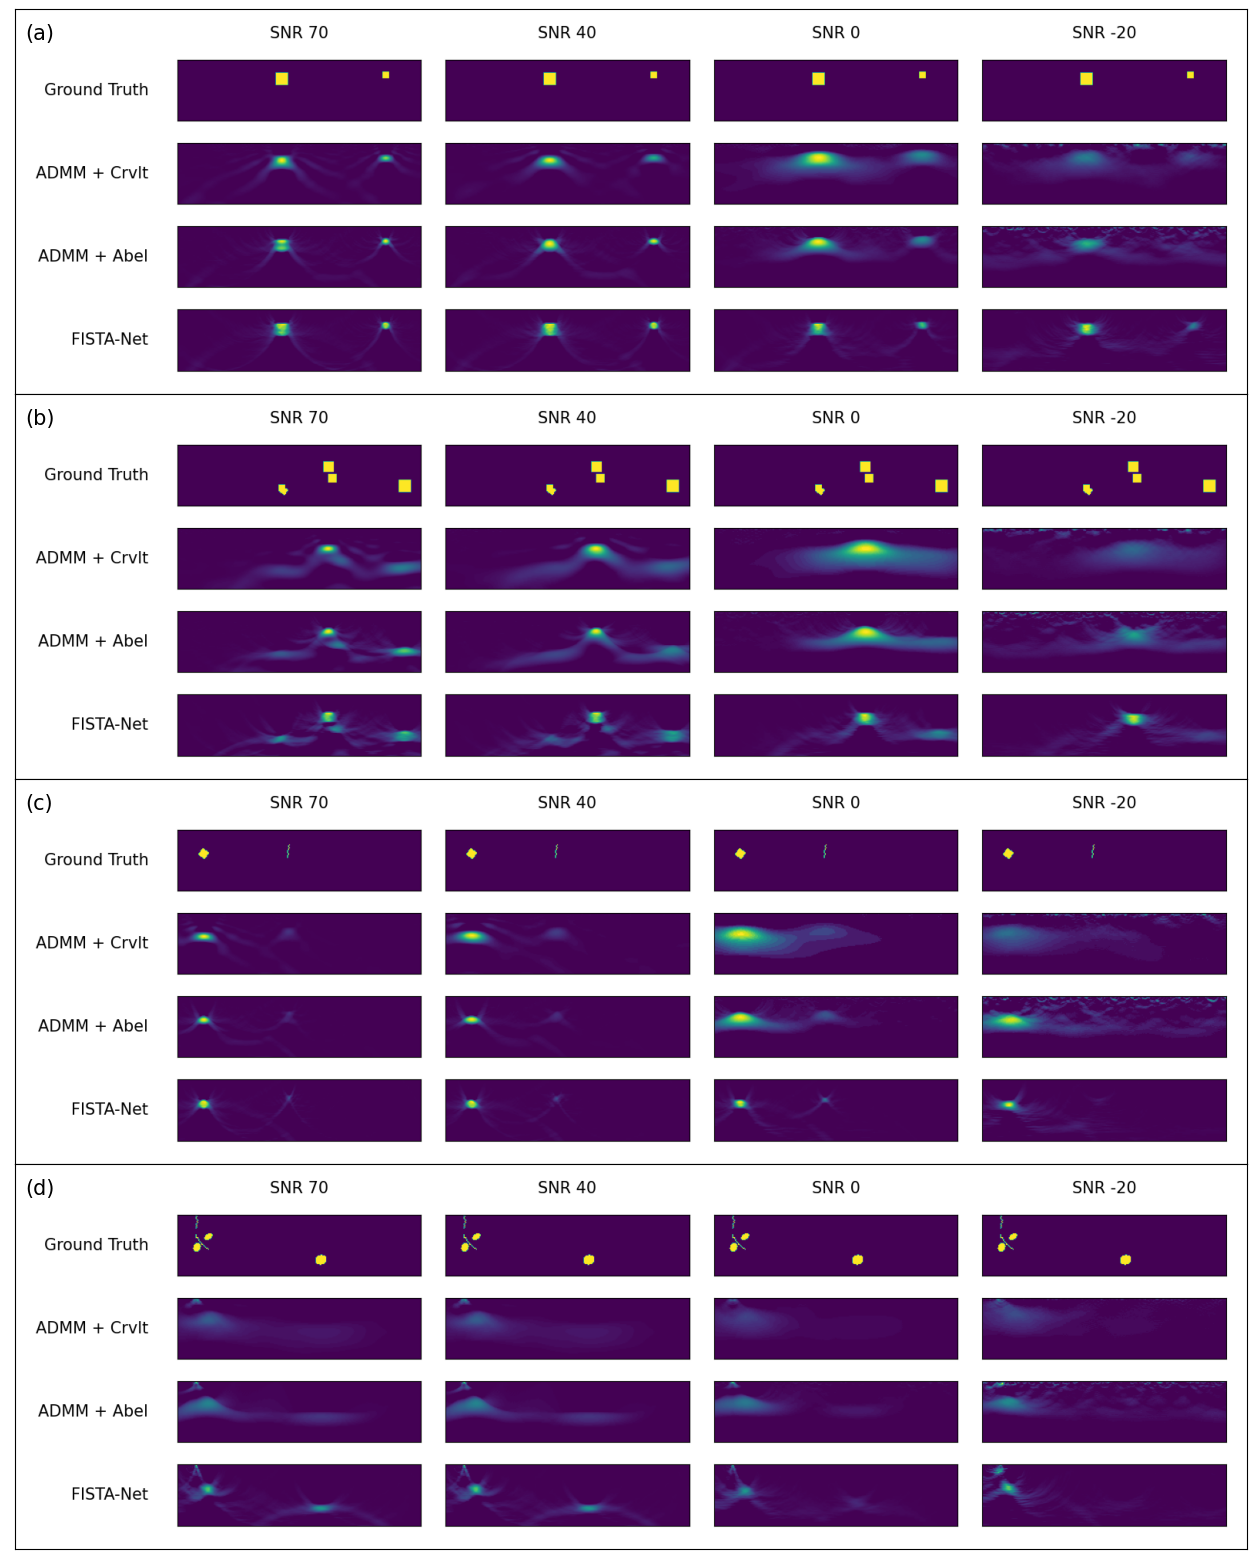 (a)
SNR 70 SNR 40 SNR 0 SNR -20
Ground Truth
ADMM + Crvlt
ADMM + Abel
FISTA-Net
(b)
SNR 70 SNR 40 SNR 0 SNR -20
Ground Truth
ADMM + Crvlt
ADMM + Abel
FISTA-Net
(c)
SNR 70 SNR 40 SNR 0 SNR -20
Ground Truth
ADMM + Crvlt
ADMM + Abel
FISTA-Net
(d)
SNR 70 SNR 40 SNR 0 SNR -20
Ground Truth
ADMM + Crvlt
ADMM + Abel
FISTA-Net